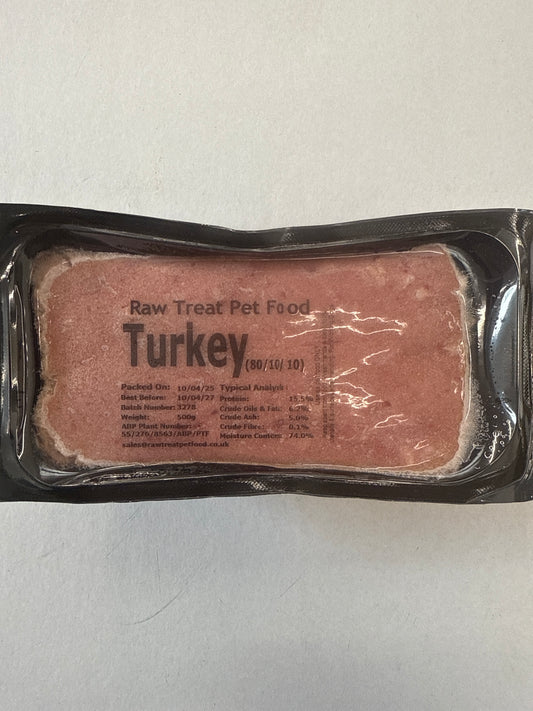 Raw Treat Pet Food
Turkey (80/10/10)
Packed On: 10/04/25 Typical Analysis:
Best Before: 10/04/27 Protein: 15.5%
Batch Number: 3278 Crude Oils & Fat: 6.2%
Weight: 500g Crude Ash: 5.0%
ABP Plant Number: Crude Fibre: 0.1%
55/276/8563/ABP/PTF Moisture Content: 74.0%
sales@rawtreatpetfood.co.uk